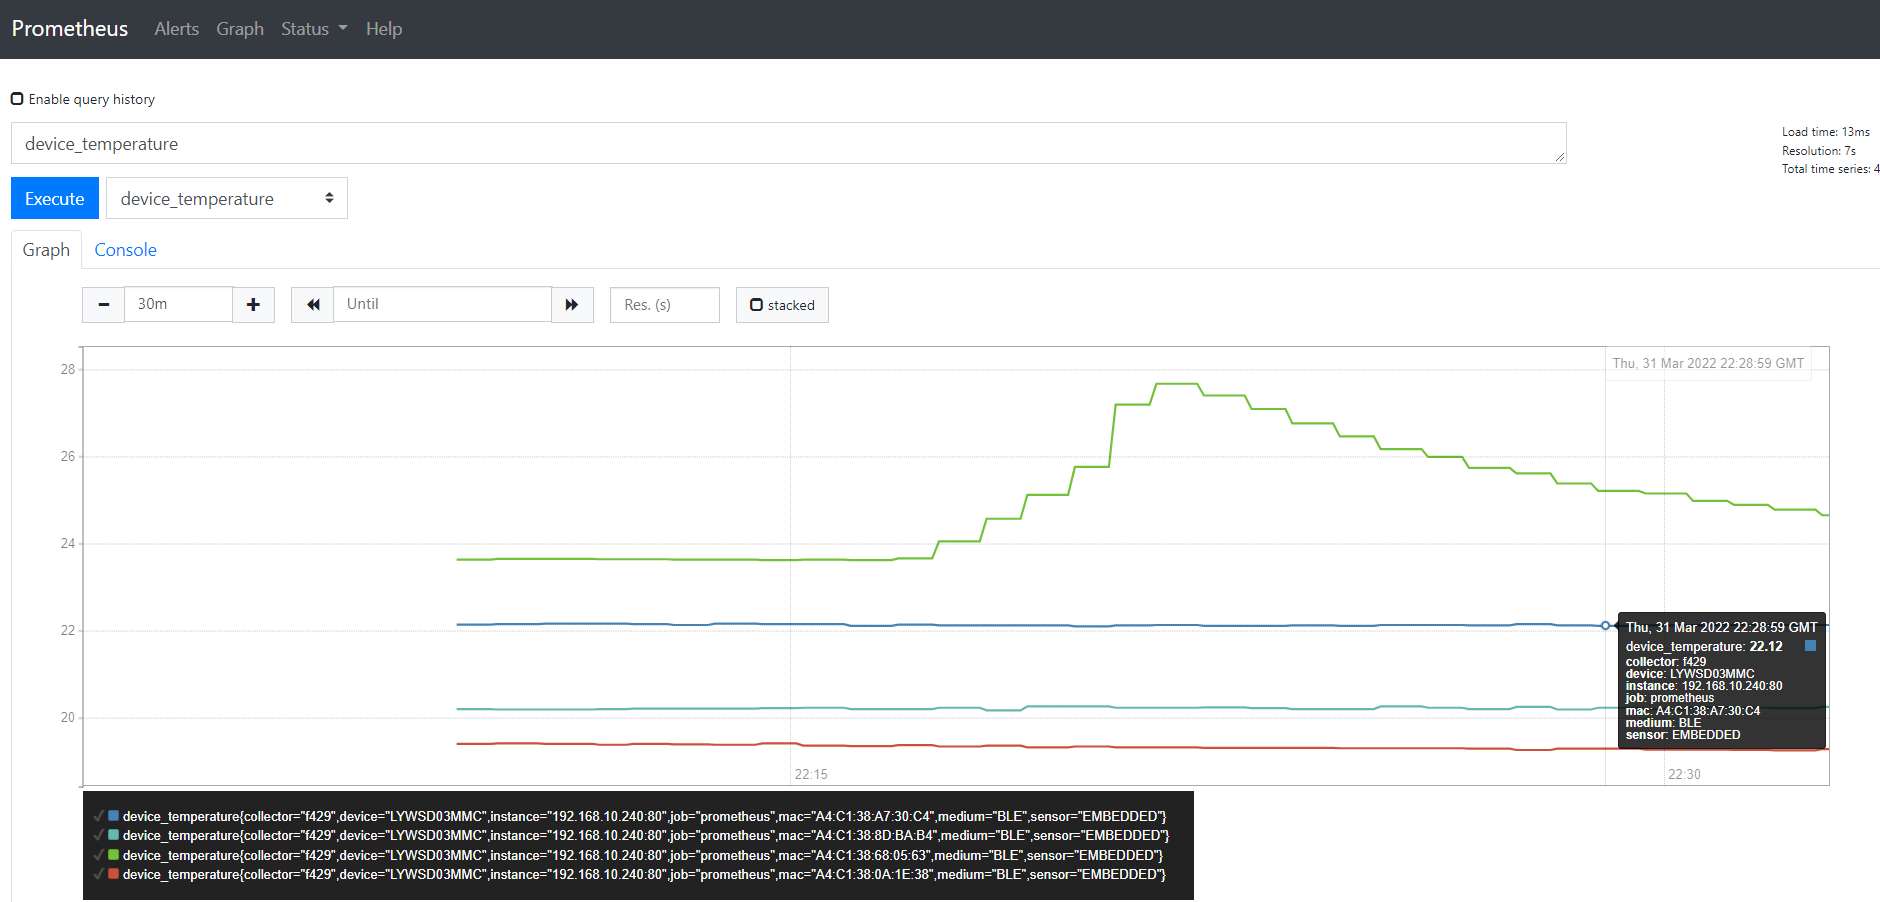 Prometheus Alerts Graph Status Help
Enable query history
device_temperature
Load time: 13ms
Resolution: 7s
Total time series: 4
Execute device_temperature
Graph Console
30m Until Res. (s) stacked
28
26
24
22
20
22:15
22:30
Thu, 31 Mar 2022 22:28:59 GMT
Thu, 31 Mar 2022 22:28:59 GMT
device_temperature: 22.12
collector: f429
device: LYWSD03MMC
instance: 192.168.10.240:80
job: prometheus
mac: A4:C1:38:A7:30:C4
medium: BLE
sensor: EMBEDDED
device_temperature{collector="f429",device="LYWSD03MMC",instance="192.168.10.240:80",job="prometheus",mac="A4:C1:38:A7:30:C4",medium="BLE",sensor="EMBEDDED"}
device_temperature{collector="f429",device="LYWSD03MMC",instance="192.168.10.240:80",job="prometheus",mac="A4:C1:38:8D:BA:B4",medium="BLE",sensor="EMBEDDED"}
device_temperature{collector="f429",device="LYWSD03MMC",instance="192.168.10.240:80",job="prometheus",mac="A4:C1:38:68:05:63",medium="BLE",sensor="EMBEDDED"}
device_temperature{collector="f429",device="LYWSD03MMC",instance="192.168.10.240:80",job="prometheus",mac="A4:C1:38:0A:1E:38",medium="BLE",sensor="EMBEDDED"}